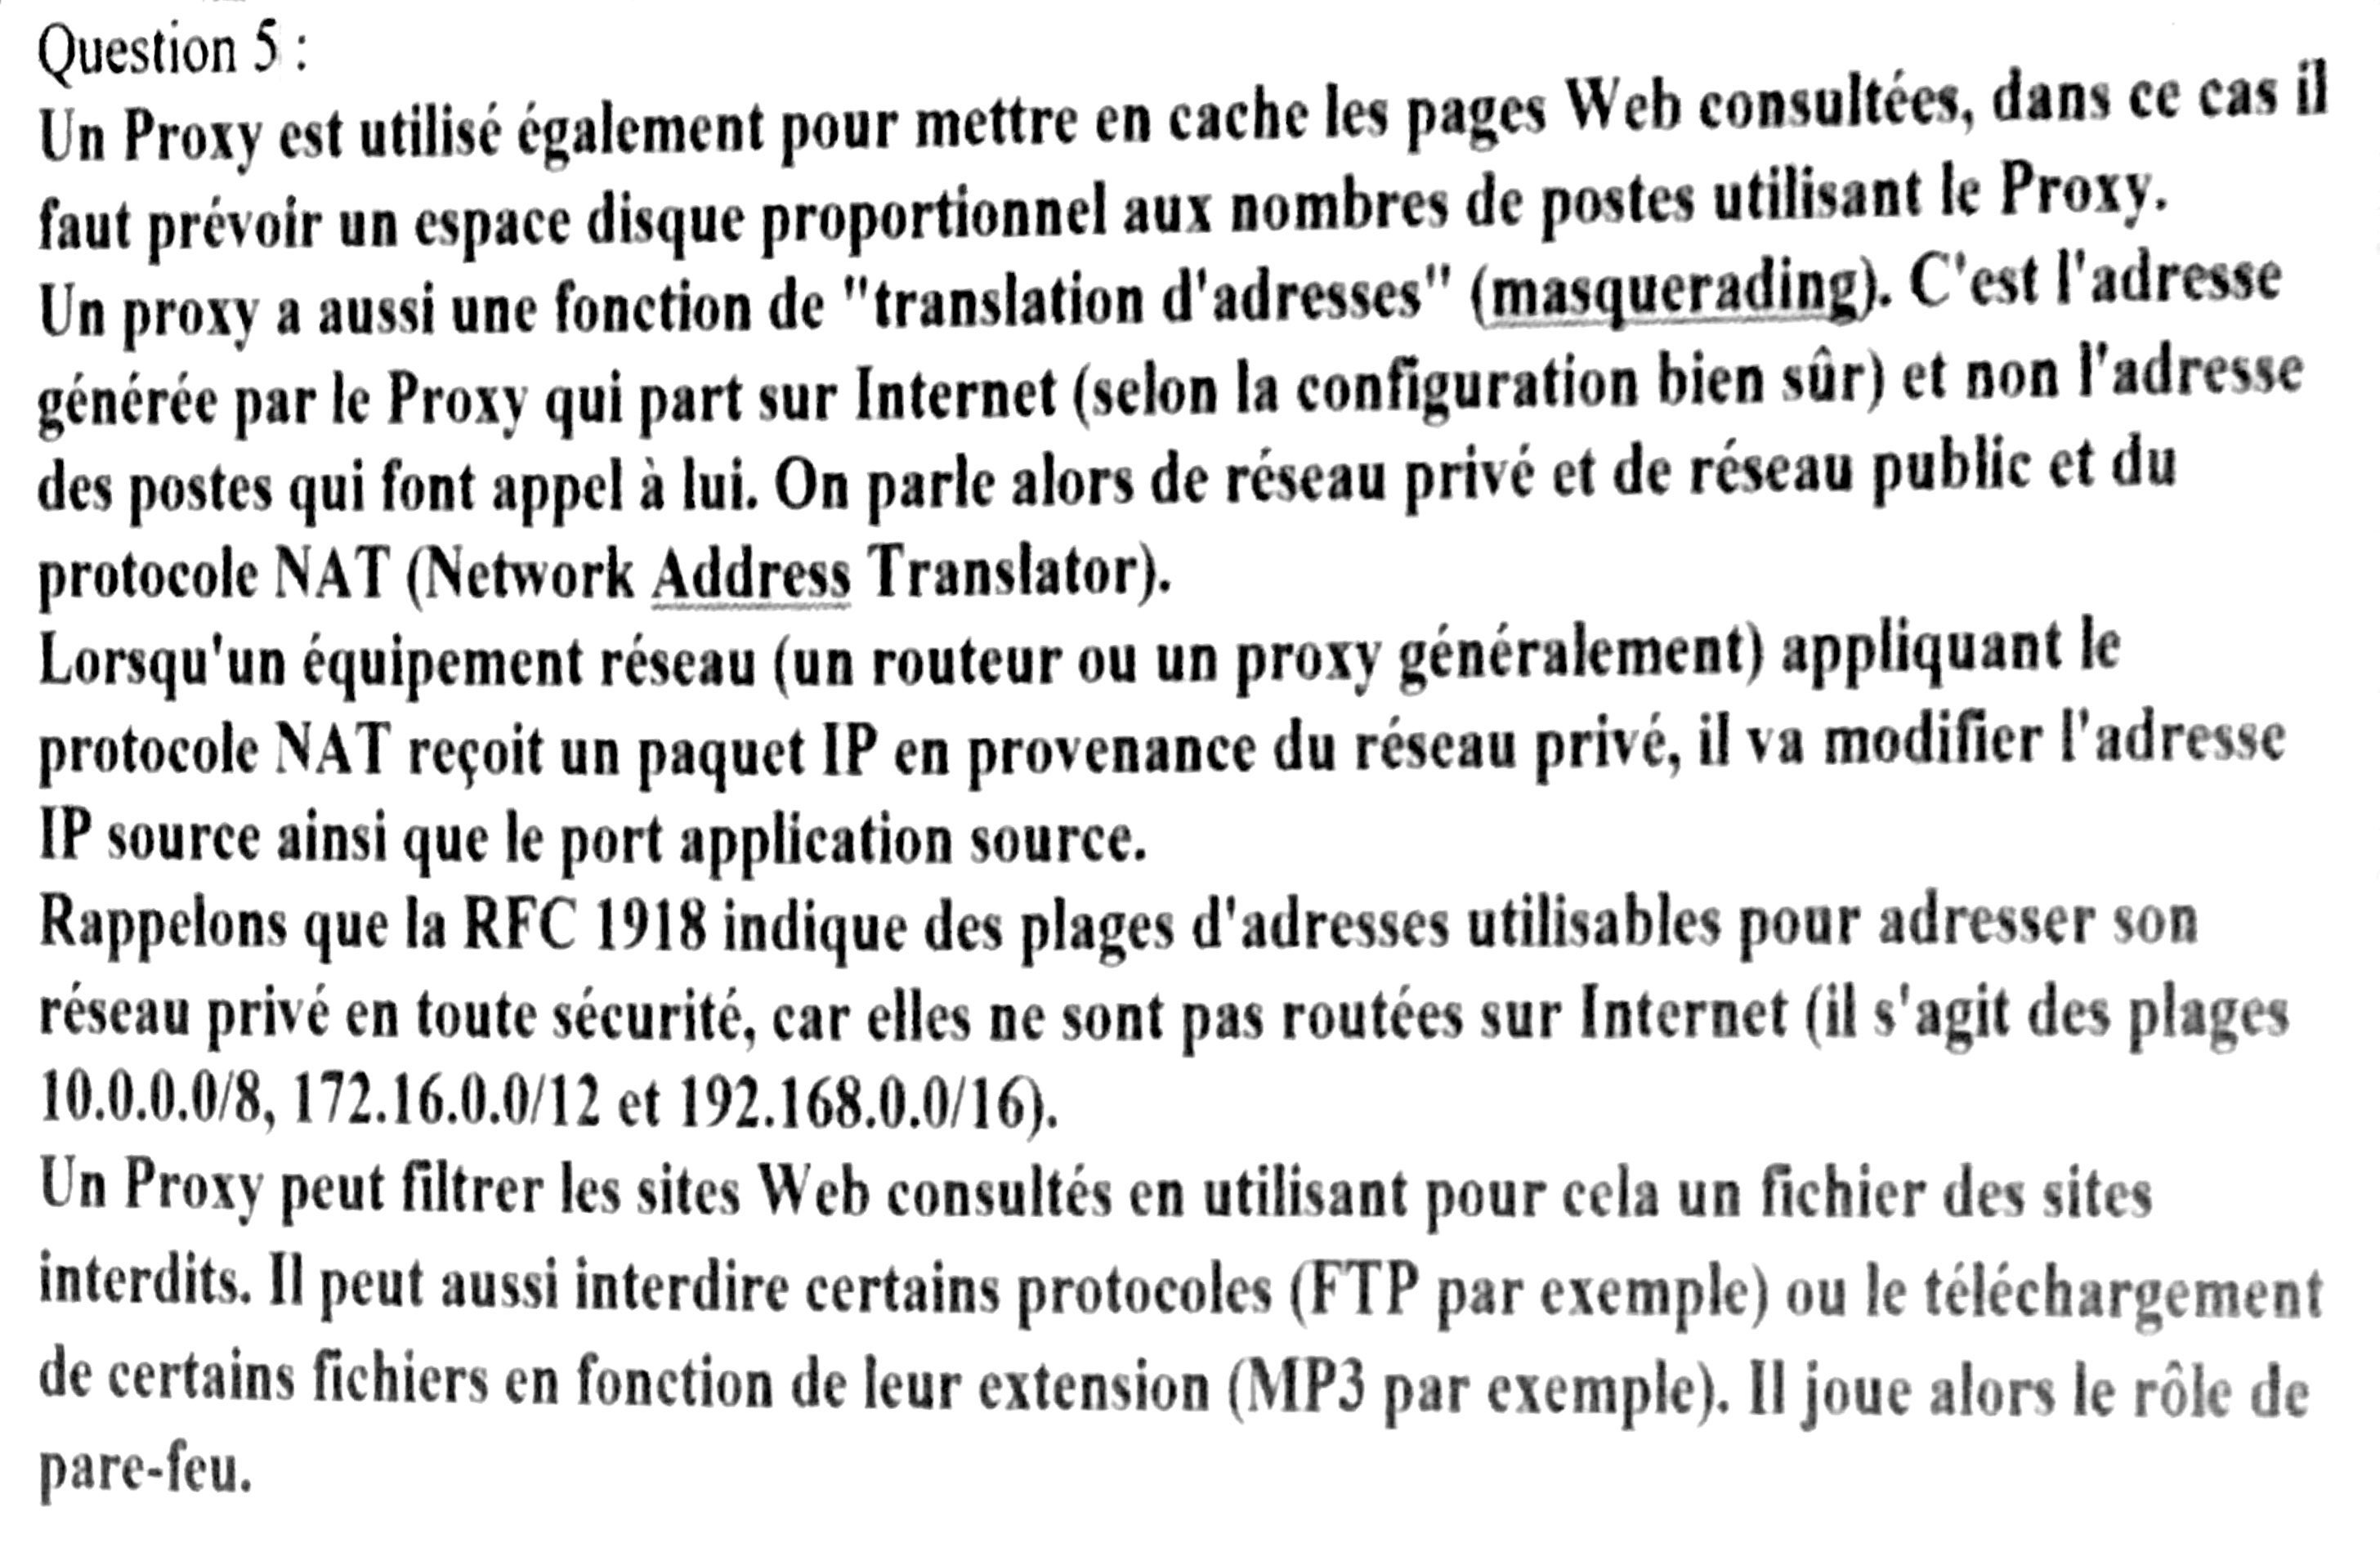 Question 5 :
Un Proxy est utilisé également pour mettre en cache les pages Web consultées, dans ce cas il
faut prévoir un espace disque proportionnel aux nombres de postes utilisant le Proxy.
Un proxy a aussi une fonction de "translation d'adresses" (masquerading). C'est l'adresse
générée par le Proxy qui part sur Internet (selon la configuration bien sûr) et non l'adresse
des postes qui font appel à lui. On parle alors de réseau privé et de réseau public et du
protocole NAT (Network Address Translator).
Lorsqu'un équipement réseau (un routeur ou un proxy généralement) appliquant le
protocole NAT reçoit un paquet IP en provenance du réseau privé, il va modifier l'adresse
IP source ainsi que le port application source.
Rappelons que la RFC 1918 indique des plages d'adresses utilisables pour adresser son
réseau privé en toute sécurité, car elles ne sont pas routées sur Internet (il s'agit des plages
10.0.0.0/8, 172.16.0.0/12 et 192.168.0.0/16).
Un Proxy peut filtrer les sites Web consultés en utilisant pour cela un fichier des sites
interdits. Il peut aussi interdire certains protocoles (FTP par exemple) ou le téléchargement
de certains fichiers en fonction de leur extension (MP3 par exemple). Il joue alors le rôle de
pare-feu.